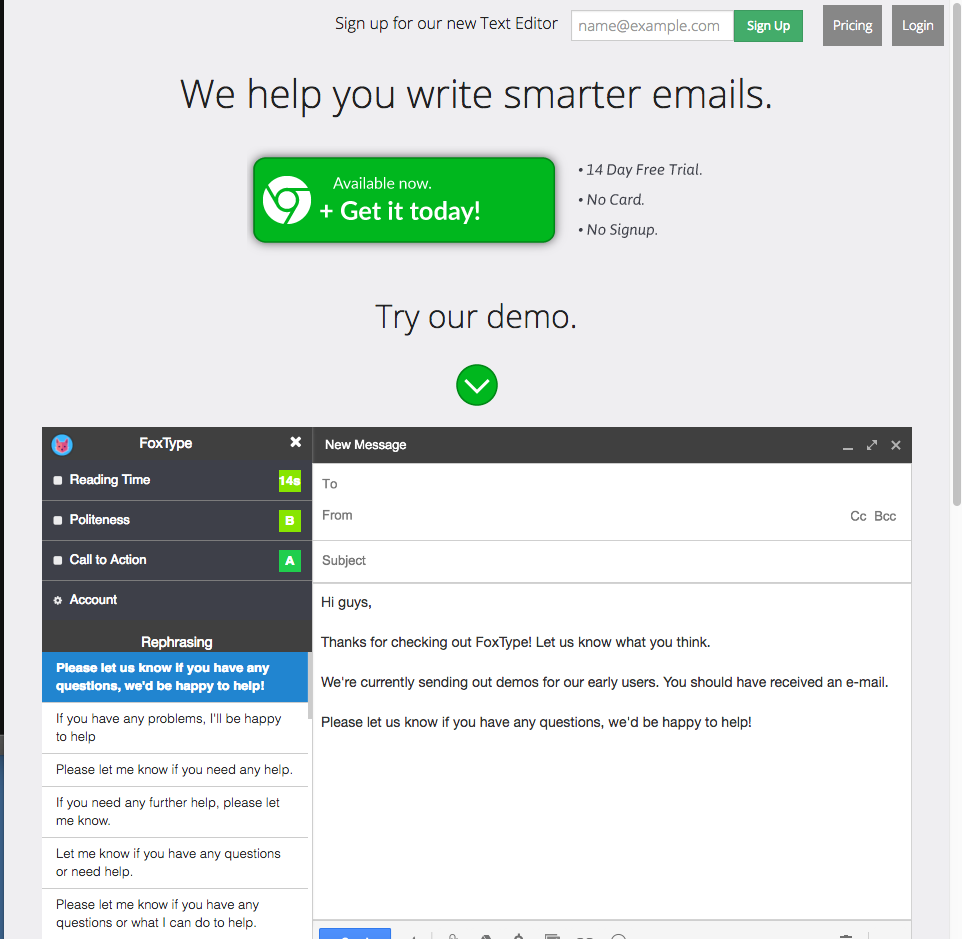 Sign up for our new Text Editor
name@example.com
Sign Up
Pricing
Login
We help you write smarter emails.
Available now.
+ Get it today!
• 14 Day Free Trial.
• No Card.
• No Signup.
Try our demo.
FoxType
Reading Time
14s
Politeness
B
Call to Action
A
Account
Rephrasing
Please let us know if you have any
questions, we'd be happy to help!
If you have any problems, I'll be happy
to help
Please let me know if you need any help.
If you need any further help, please let
me know.
Let me know if you have any questions
or need help.
Please let me know if you have any
questions or what I can do to help.
New Message
To
From
Cc Bcc
Subject
Hi guys,
Thanks for checking out FoxType! Let us know what you think.
We're currently sending out demos for our early users. You should have received an e-mail.
Please let us know if you have any questions, we'd be happy to help!